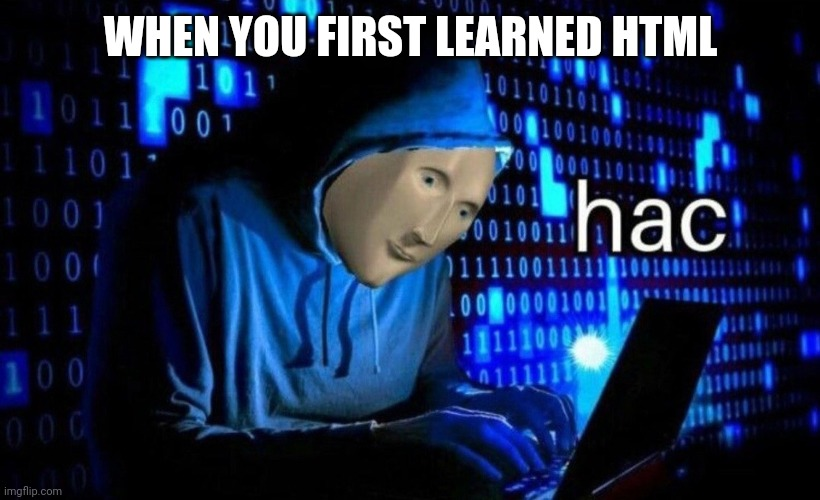 WHEN YOU FIRST LEARNED HTML
hac
imgflip.com